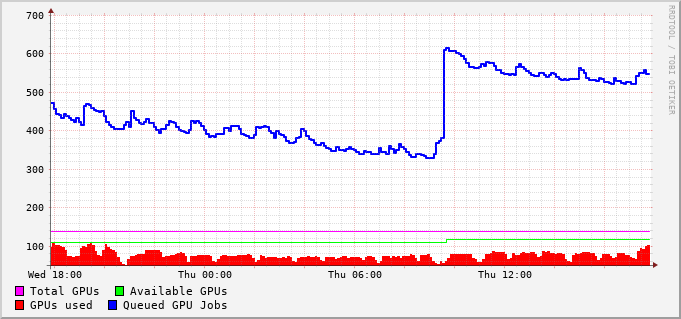 700
600
500
400
300
200
100
Wed 18:00 Thu 00:00 Thu 06:00 Thu 12:00
Total GPUs Available GPUs
GPUs used Queued GPU Jobs
RRDTOOL / TOBI OETIKER